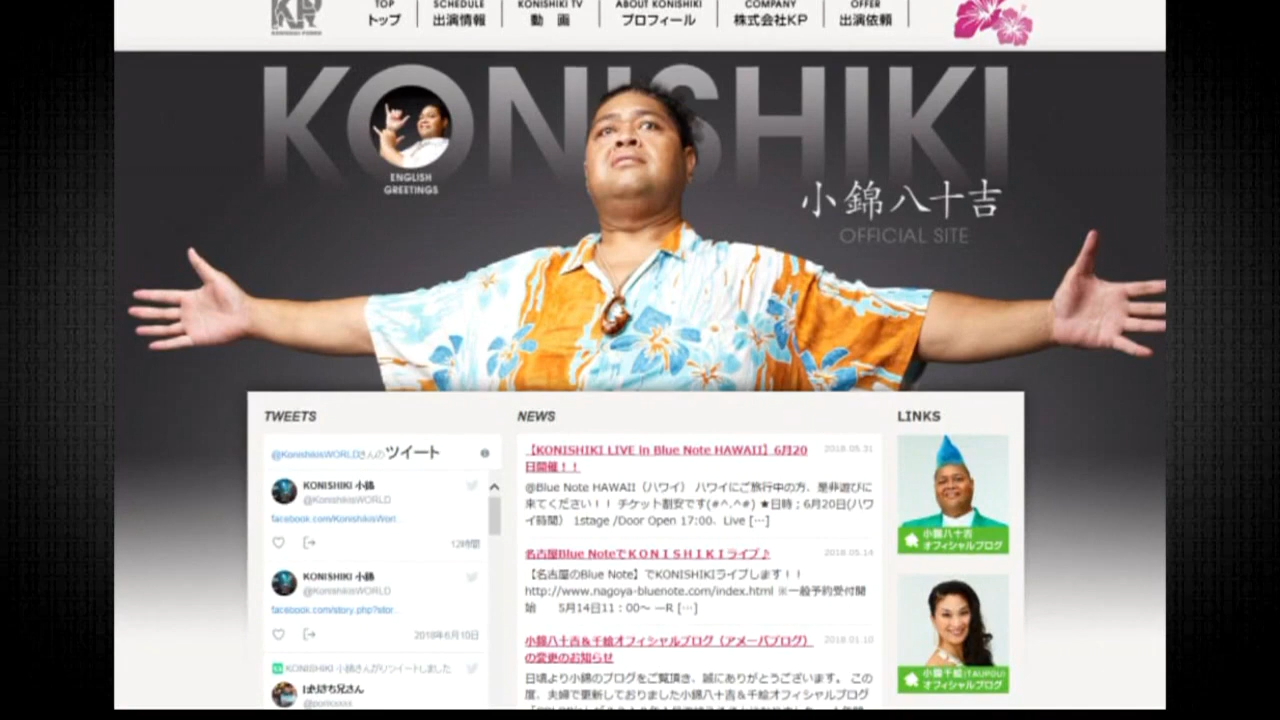 KP
TOP
トップ
SCHEDULE
出演情報
KONISHIKI TV
動 画
ABOUT KONISHIKI
プロフィール
COMPANY
株式会社KP
OFFER
出演依頼
KONISHIKI
ENGLISH
GREETINGS
小錦八十吉
OFFICIAL SITE
TWEETS
@KonishikisWORLDさんのツイート
KONISHIKI 小錦
@KonishikisWORLD
facebook.com/KonishikisWorl…
12時間
KONISHIKI 小錦
@KonishikisWORLD
facebook.com/story.php?stor…
2018年6月10日
KONISHIKI 小錦さんがリツイートしました
NEWS
【KONISHIKI LIVE in Blue Note HAWAII】6月20
日開催！！
2018.05.31
@Blue Note HAWAII（ハワイ） ハワイにご旅行中の方、是非遊びに
来てください！！ チケット割安です(#^.^#) ★日時；6月20日(ハワ
イ時間） 1stage /Door Open 17:00、Live […]
名古屋Blue NoteでＫＯＮＩＳＨＩＫＩライブ♪
2018.05.14
【名古屋のBlue Note】でKONISHIKIライブします！！
http://www.nagoya-bluenote.com/index.html ※一般予約受付開
始 5月14日11：00～ ーR […]
小錦八十吉＆千絵オフィシャルブログ（アメーバブログ）
の変更のお知らせ
2018.01.10
日頃より小錦のブログをご覧頂き、誠にありがとうございます。 この
度、夫婦で更新しておりました小錦八十吉＆千絵オフィシャルブログ
LINKS
小錦八十吉
オフィシャルブログ
小錦千絵(TAUPOU)
オフィシャルブログ